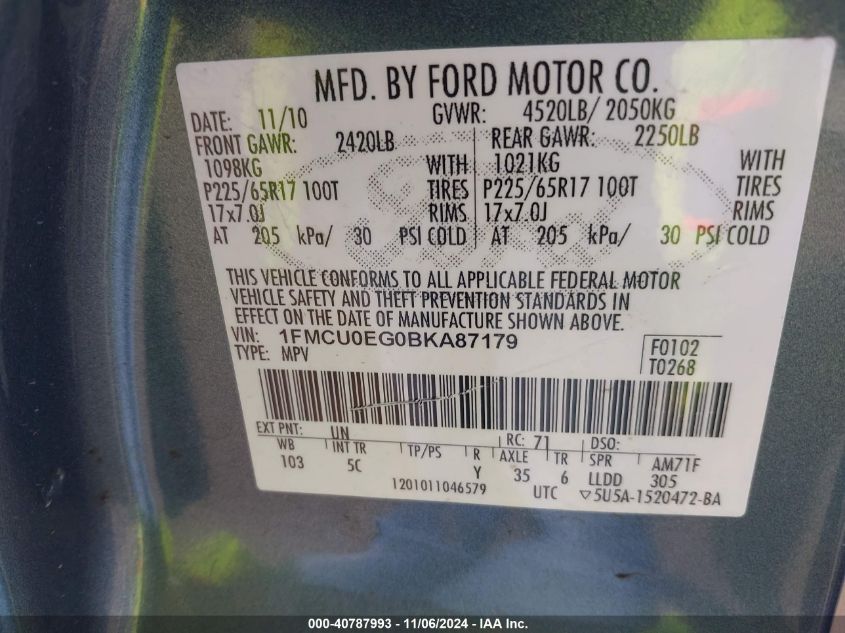 MFD. BY FORD MOTOR CO.
DATE: 11/10 GVWR: 4520LB/ 2050KG
FRONT GAWR: 2420LB REAR GAWR: 2250LB
1098KG WITH 1021KG WITH
P225/65R17 100T TIRES P225/65R17 100T TIRES
17x7.0J RIMS 17x7.0J RIMS
AT 205 kPa/ 30 PSI COLD AT 205 kPa/ 30 PSI COLD
THIS VEHICLE CONFORMS TO ALL APPLICABLE FEDERAL MOTOR
VEHICLE SAFETY AND THEFT PREVENTION STANDARDS IN
EFFECT ON THE DATE OF MANUFACTURE SHOWN ABOVE.
VIN: 1FMCU0EG0BKA87179
TYPE: MPV
F0102
T0268
EXT PNT: UN RC: 71 DSO:
WB INT TR TP/PS R AXLE TR SPR AM71F
103 5C Y 35 6 LLDD 305
1201011046579 UTC ▽5U5A-1520472-BA
000-40787993 - 11/06/2024 - IAA Inc.